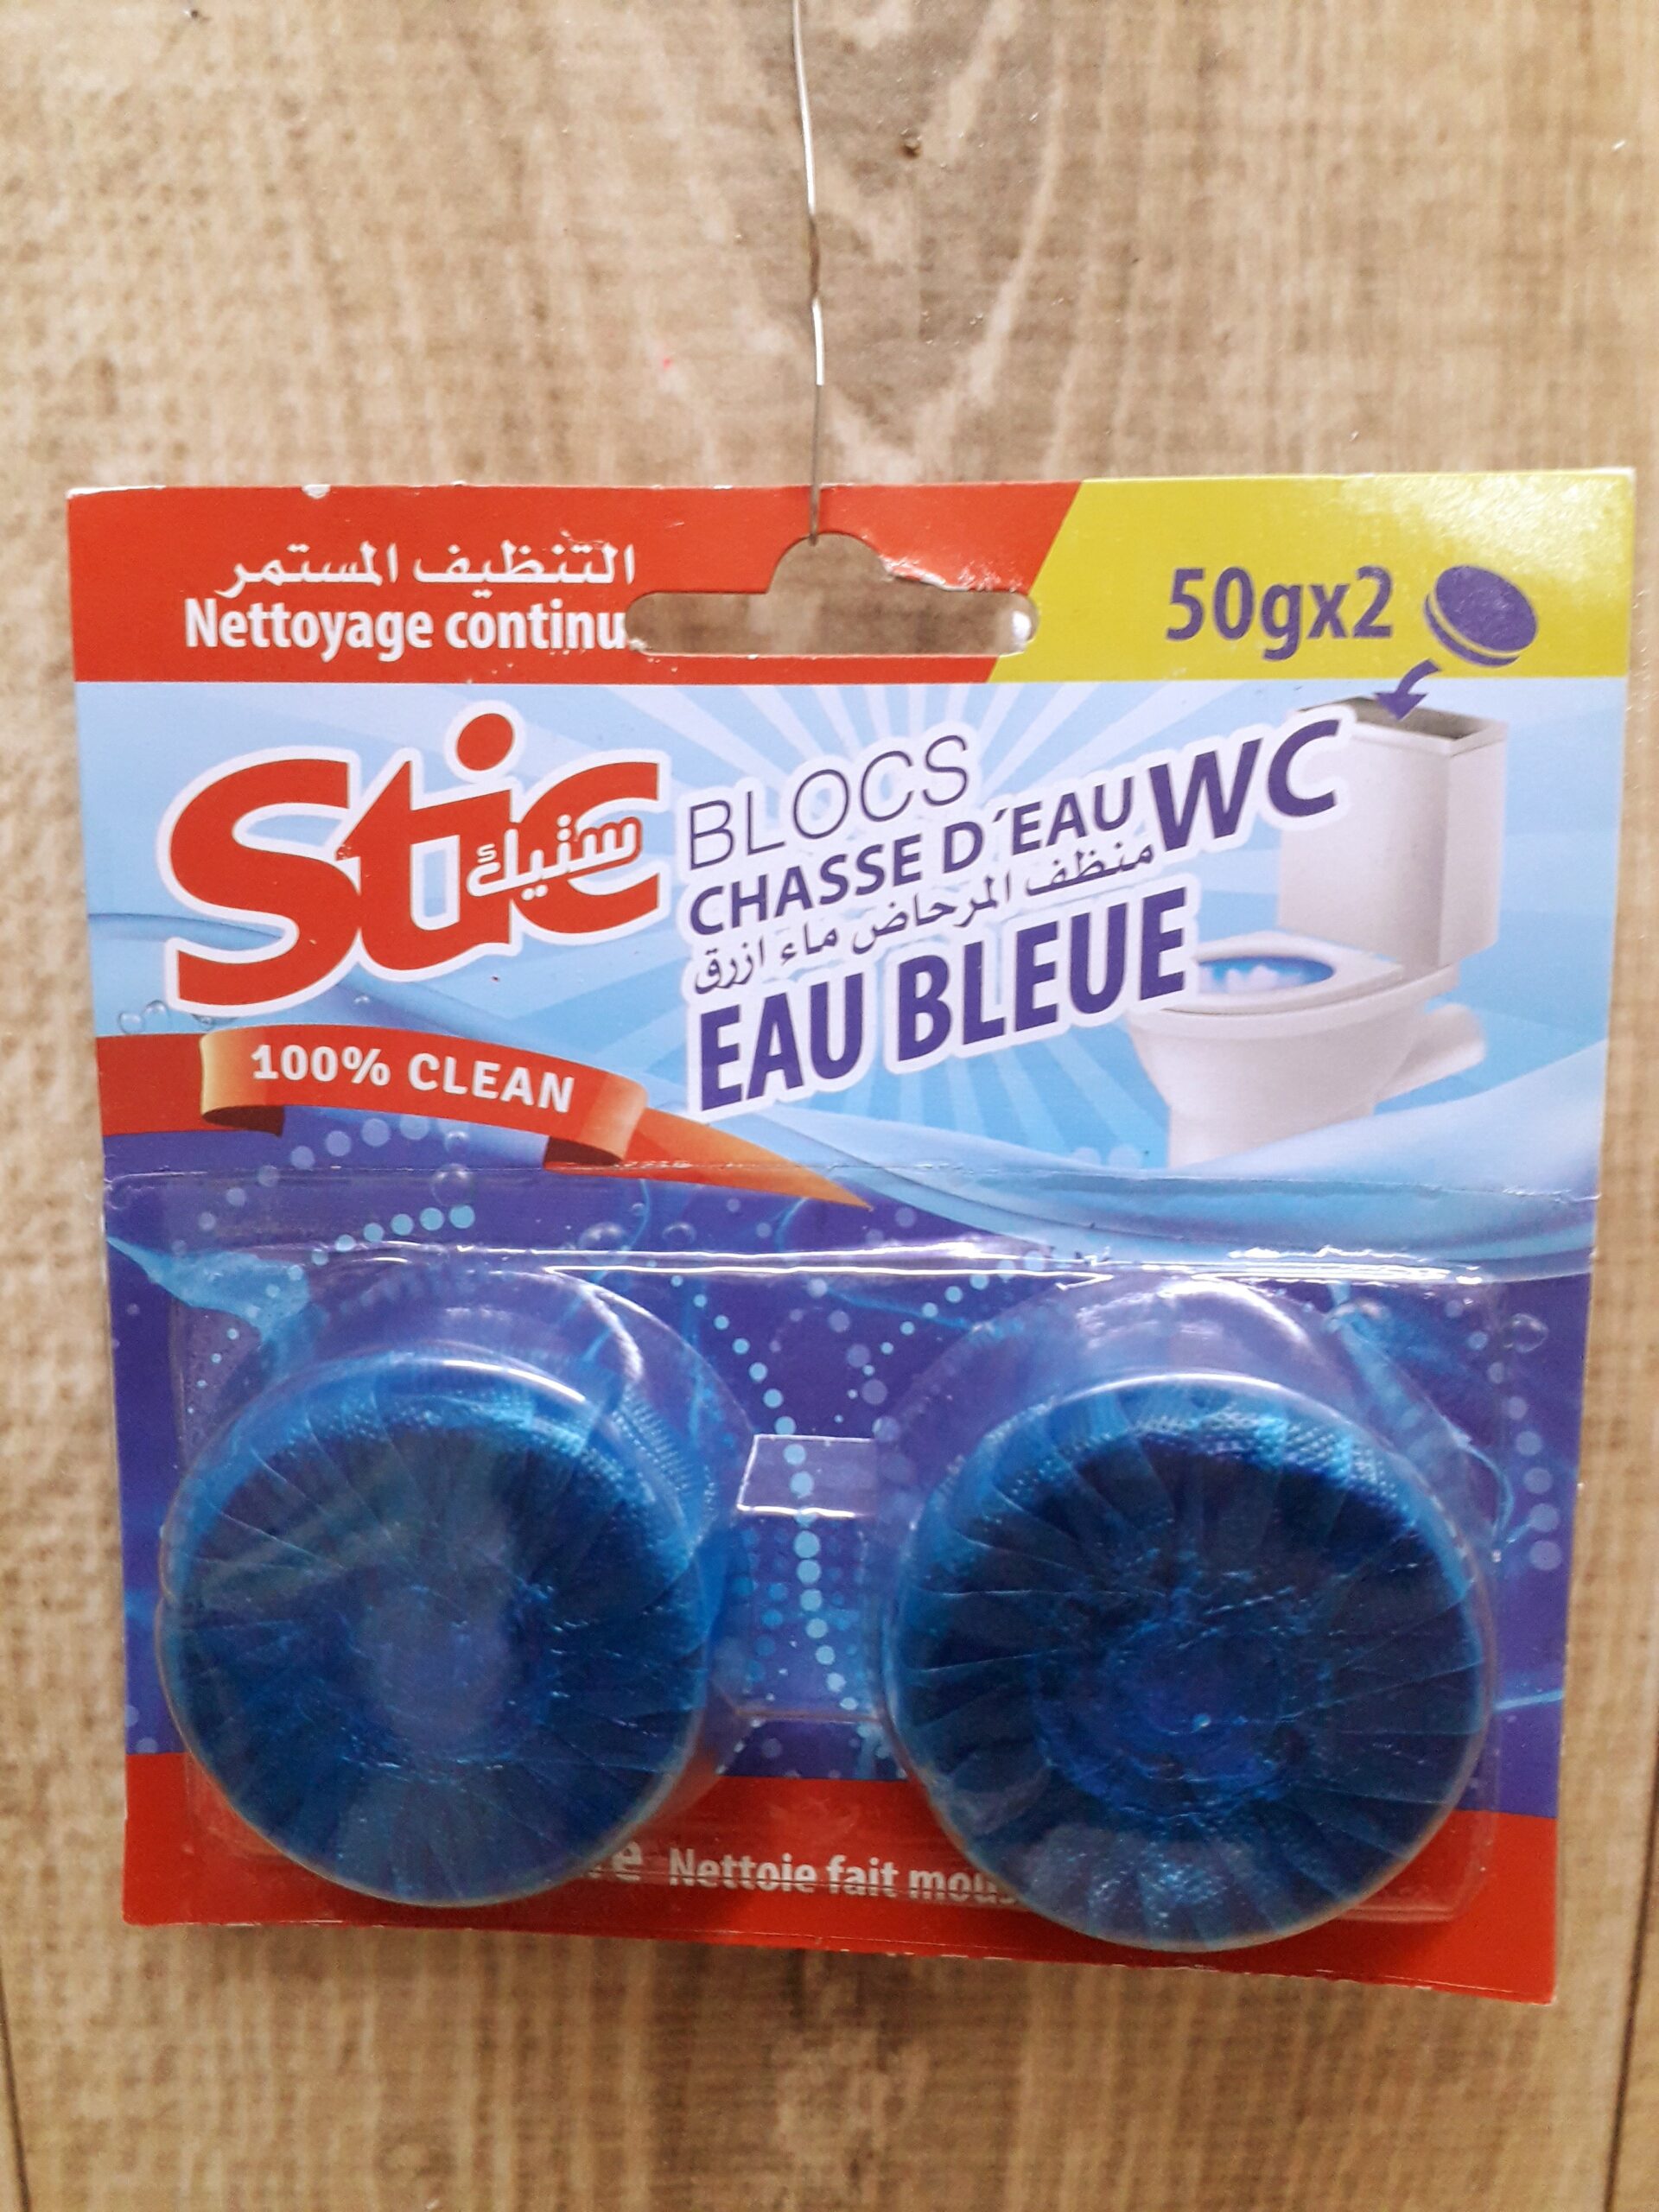 التنظيف المستمر
Nettoyage continu
50gx2
Stic
ستيك
BLOCS
CHASSE D'EAU WC
منظف المرحاض ماء ازرق
EAU BLEUE
100% CLEAN
Nettoie fait